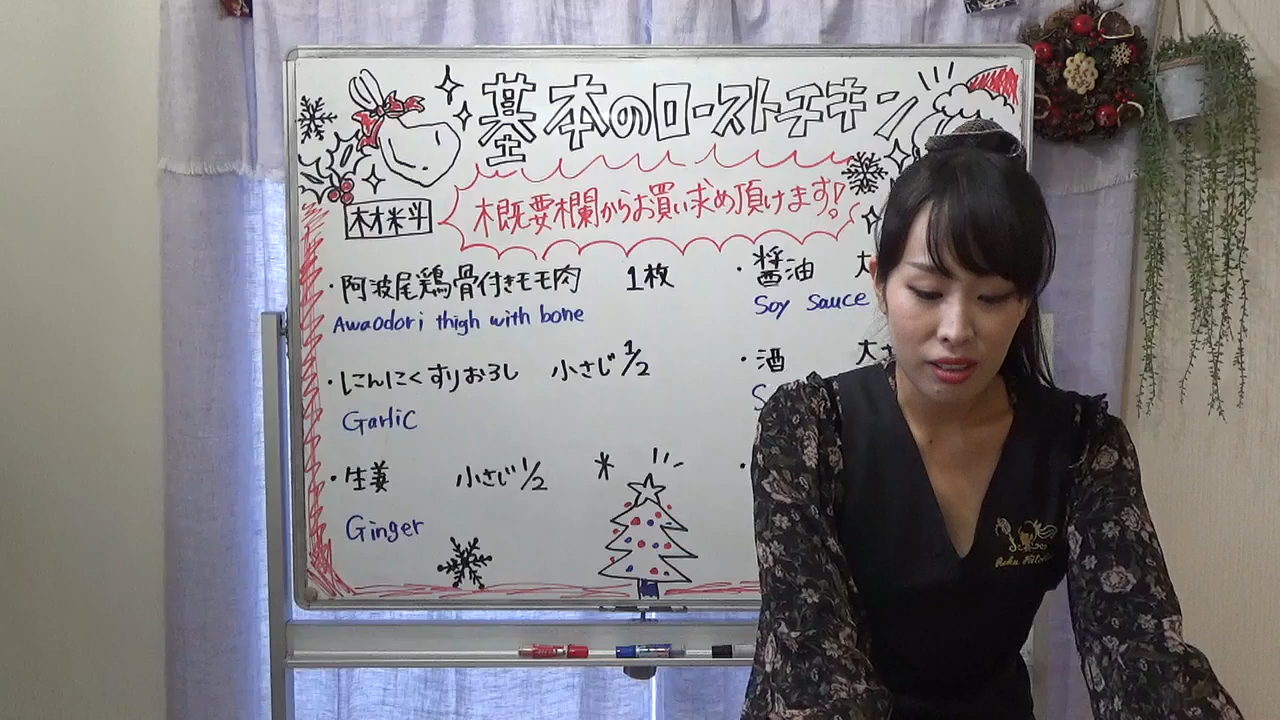 基本のローストチキン
概要欄からお買い求め頂けます!
材料
・阿波尾鶏骨付きモモ肉 1枚
Awaodori thigh with bone
・にんにくすりおろし 小さじ1/2
Garlic
・生姜 小さじ1/2
Ginger
・醤油 大
Soy Sauce
・酒 大さ
S